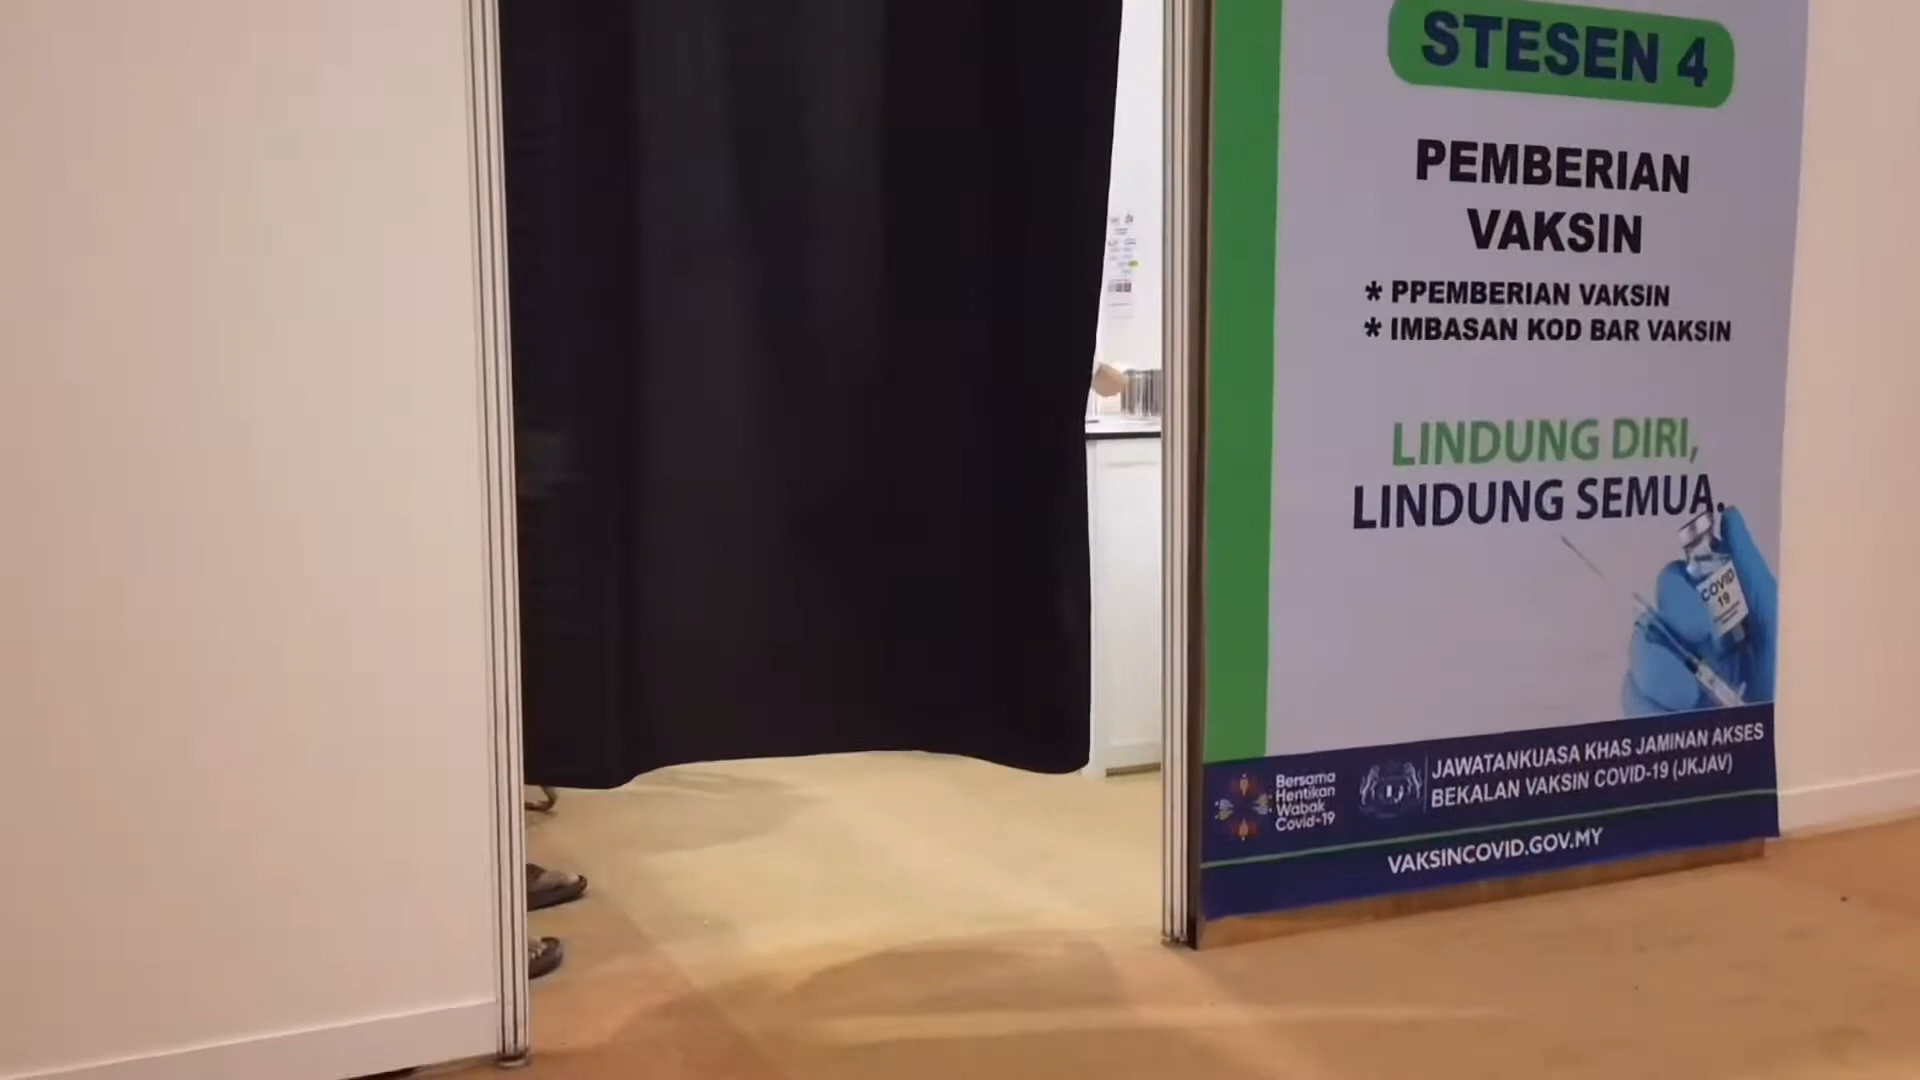 STESEN 4
PEMBERIAN
VAKSIN
* PPEMBERIAN VAKSIN
* IMBASAN KOD BAR VAKSIN
LINDUNG DIRI,
LINDUNG SEMUA.
COVID
19
Bersama
Hentikan
Wabak
Covid-19
JAWATANKUASA KHAS JAMINAN AKSES
BEKALAN VAKSIN COVID-19 (JKJAV)
VAKSINCOVID.GOV.MY